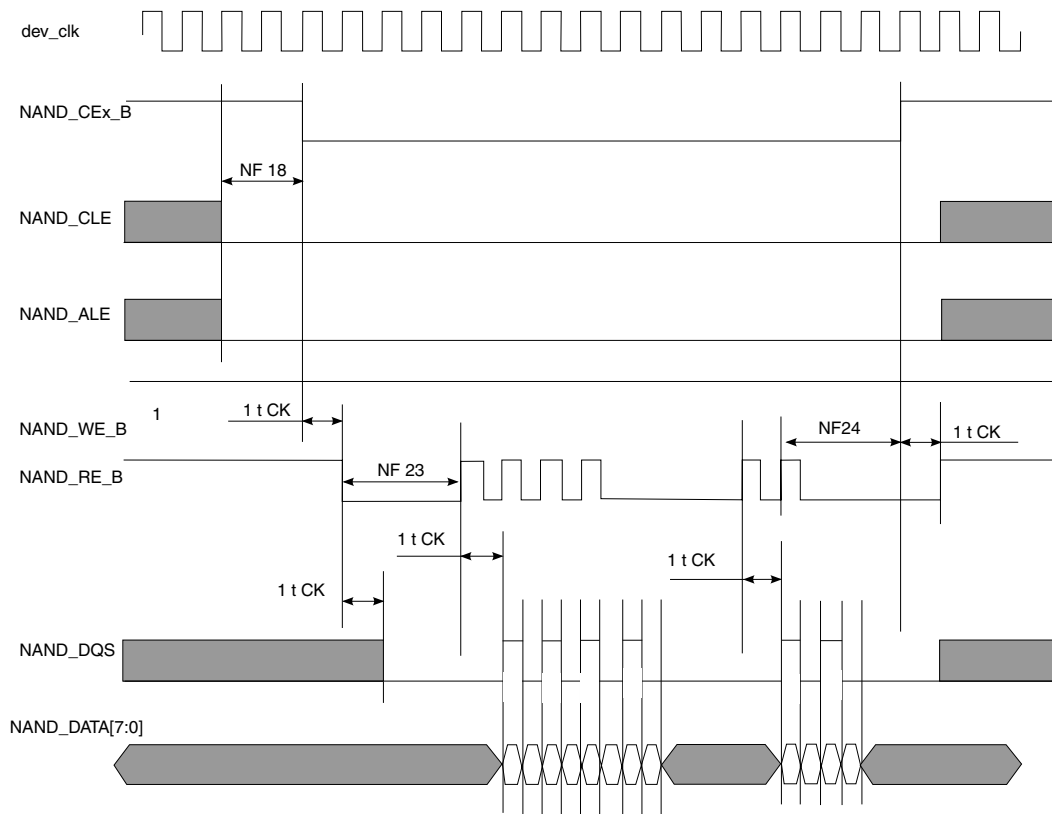 dev_clk
NAND_CEx_B
NF 18
NAND_CLE
NAND_ALE
1 t CK
1
NAND_WE_B
NF24
1 t CK
NAND_RE_B
NF 23
1 t CK
1 t CK
1 t CK
NAND_DQS
NAND_DATA[7:0]